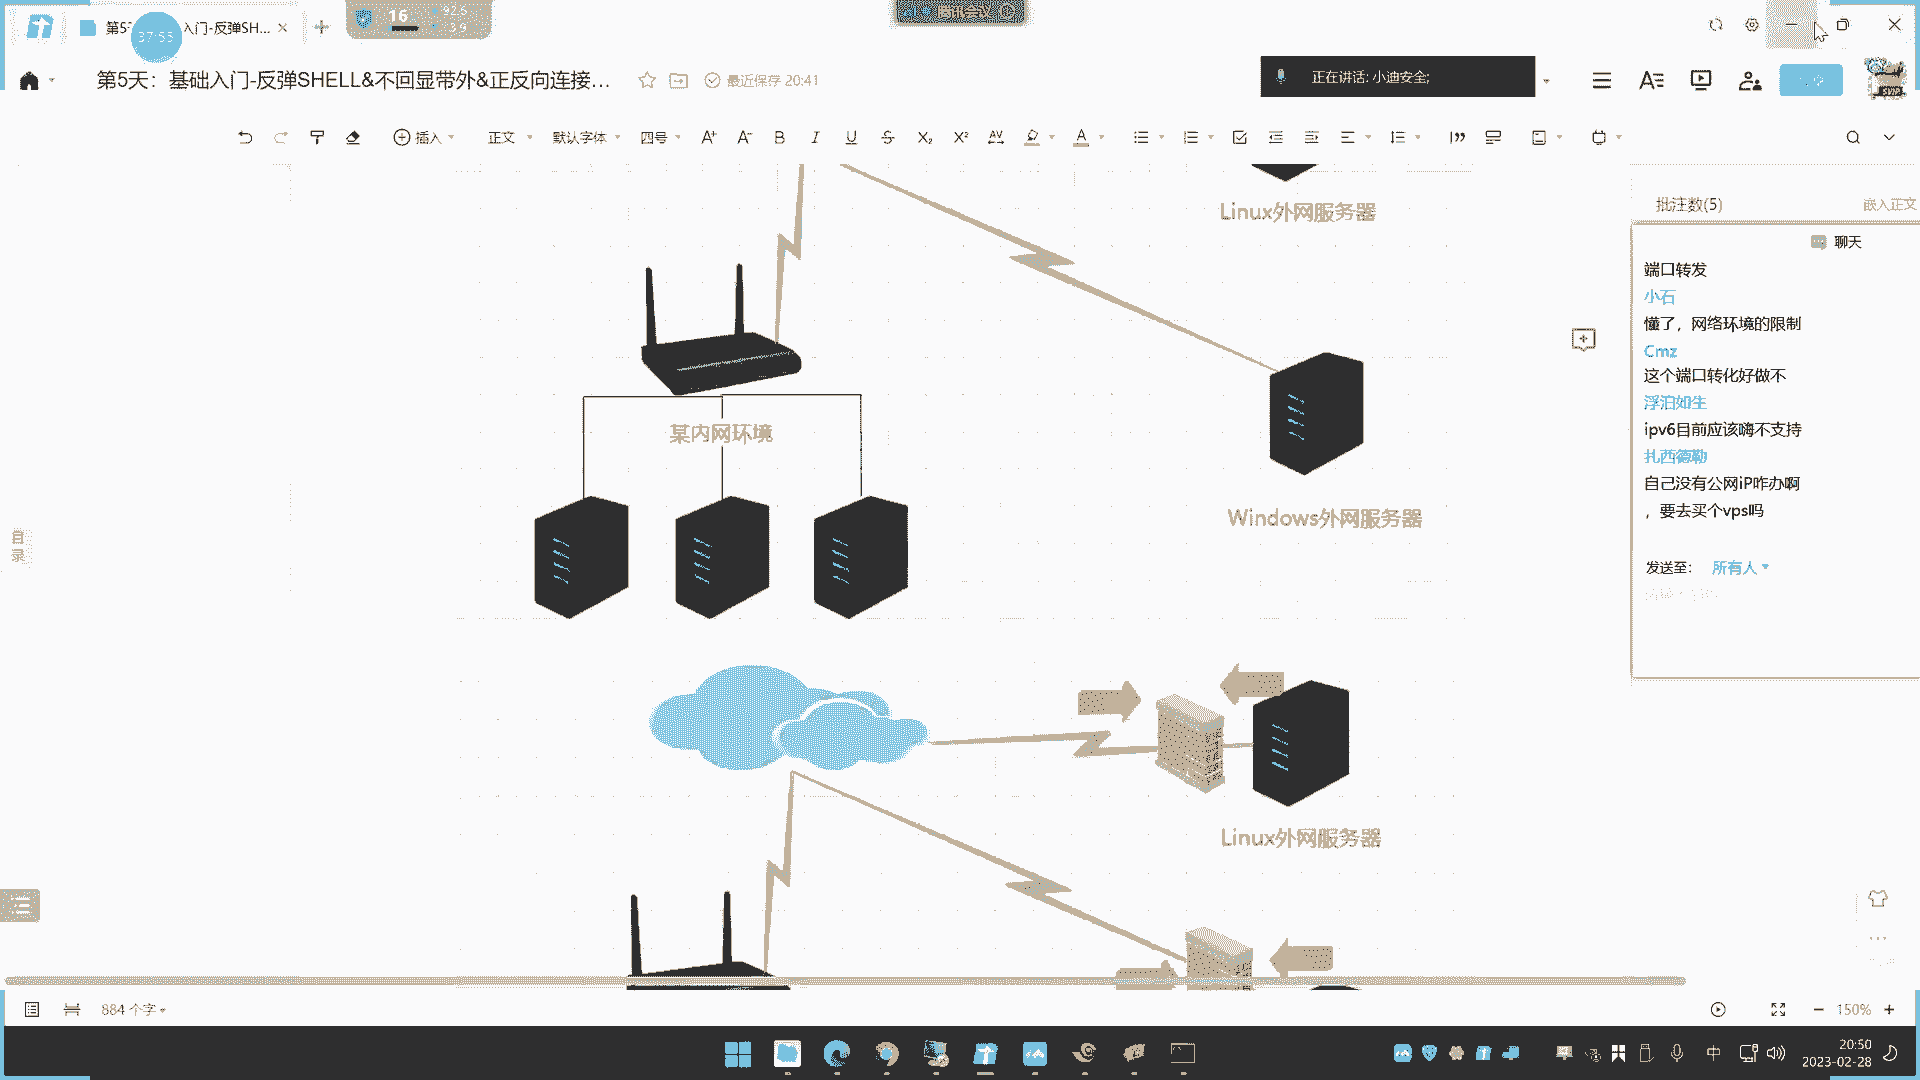 第5
入门-反弹SHELL...
37:55
16
92.6
3.9
腾讯会议
第5天：基础入门-反弹SHELL&不回显带外&正反向连接...
最近保存 20:41
正在讲话: 小迪安全;
插入
正文
默认字体
四号
Linux外网服务器
批注数(5)
嵌入正文
聊天
端口转发
小石
懂了，网络环境的限制
Cmz
这个端口转化好做不
浮泊如生
ipv6目前应该嗨不支持
扎西德勒
自己没有公网iP咋办啊
，要去买个vps吗
发送至：
所有人
某内网环境
Windows外网服务器
目录
Linux外网服务器
884 个字
150%
中
20:50
2023-02-28